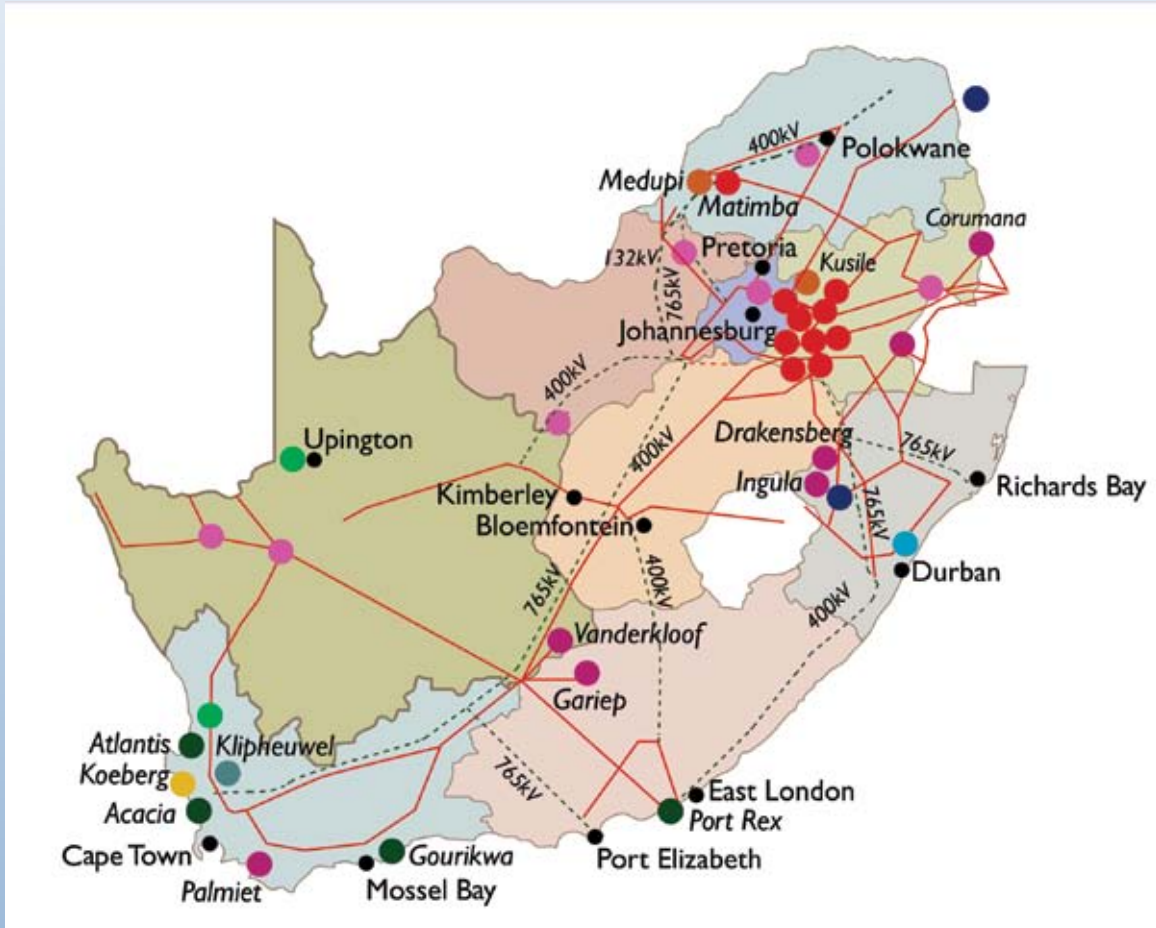 400kV
Polokwane
Medupi
Matimba
Corumana
132kV
Pretoria
Kusile
765kV
Johannesburg
400kV
Upington
Drakensberg
400kV
765kV
Ingula
Richards Bay
Kimberley
Bloemfontein
765kV
Durban
765kV
400kV
400kV
Vanderkloof
Gariep
Atlantis
Klipheuwel
Koeberg
765kV
East London
Acacia
Port Rex
Cape Town
Gourikwa
Port Elizabeth
Palmiet
Mossel Bay